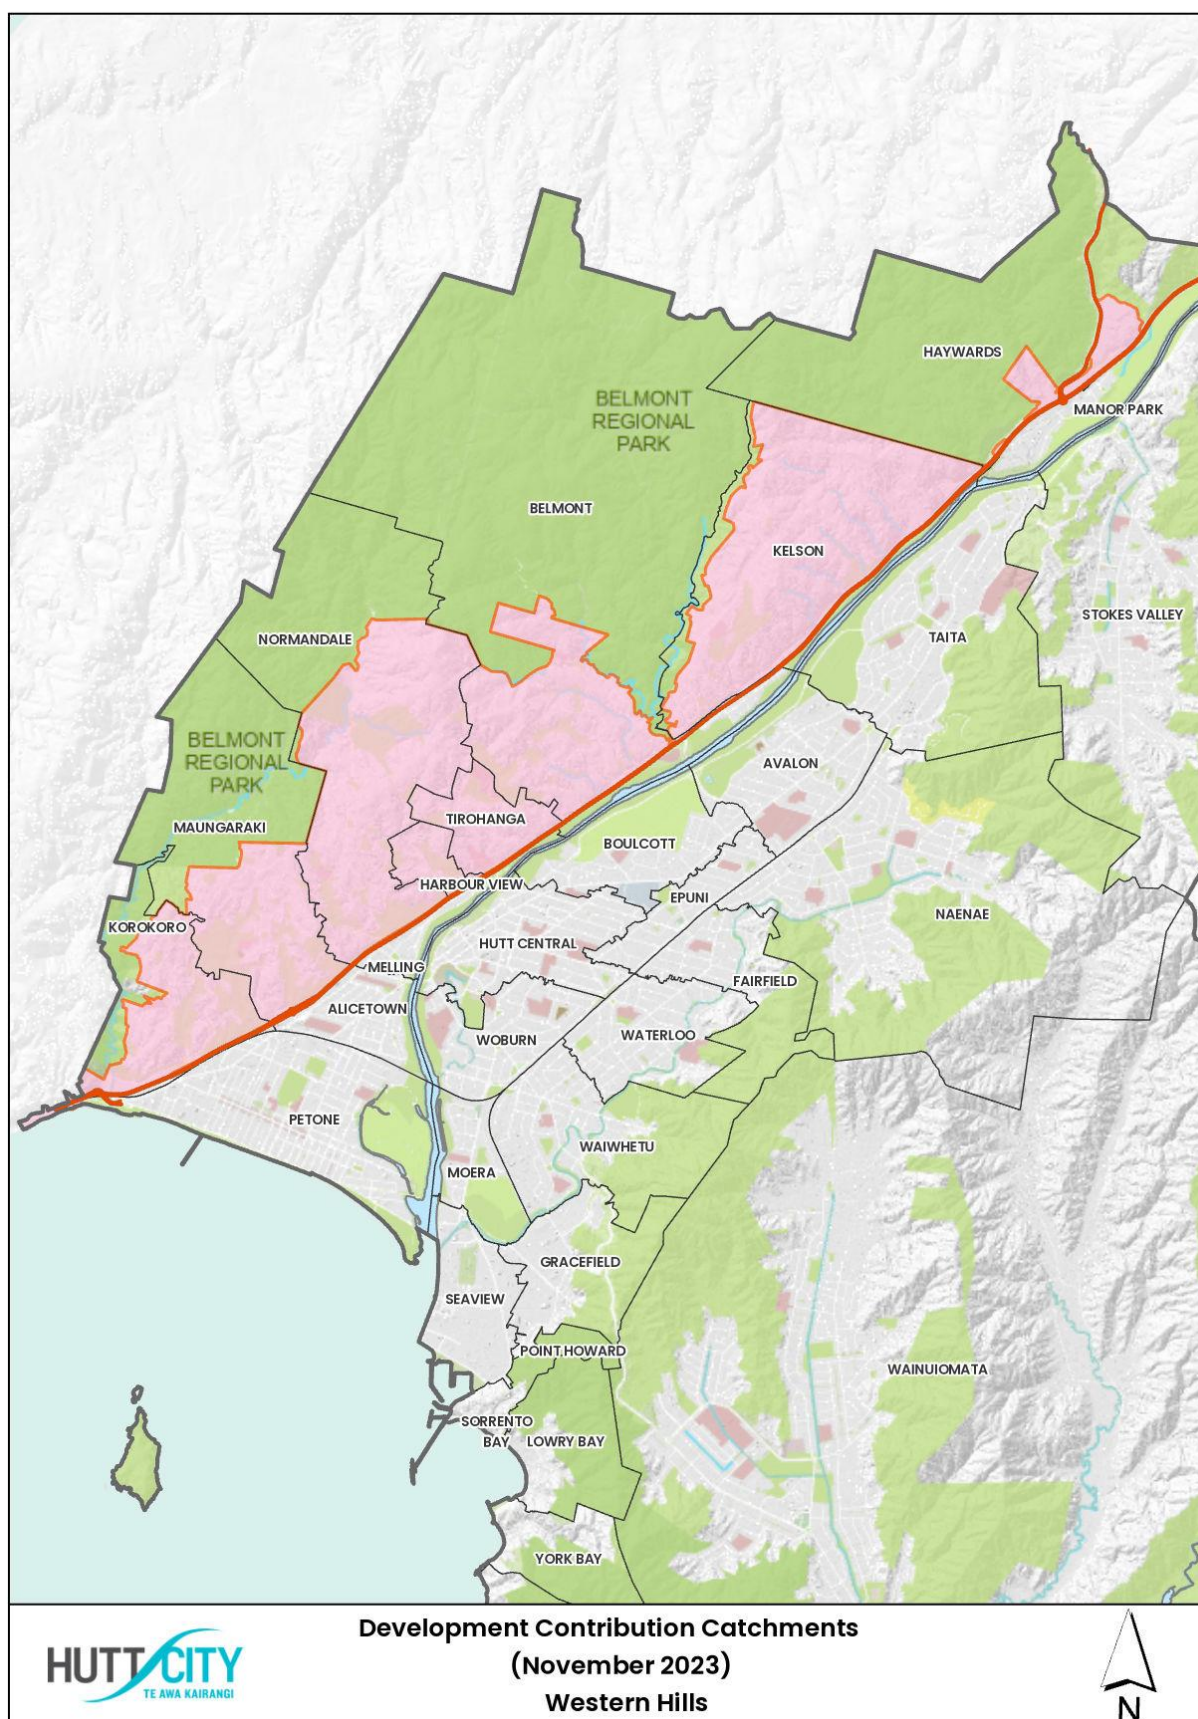 HAYWARDS
BELMONT
REGIONAL
PARK
MANOR PARK
BELMONT
KELSON
STOKES VALLEY
NORMANDALE
TAITA
BELMONT
REGIONAL
PARK
AVALON
TIROHANGA
MAUNGARAKI
BOULCOTT
HARBOUR VIEW
EPUNI
NAENAE
KOROKORO
HUTT CENTRAL
MELLING
FAIRFIELD
ALICETOWN
WOBURN
WATERLOO
PETONE
WAIWHETU
MOERA
GRACEFIELD
SEAVIEW
POINT HOWARD
WAINUIOMATA
SORRENTO
BAY
LOWRY BAY
YORK BAY
Development Contribution Catchments
(November 2023)
Western Hills
HUTT CITY
TE AWA KAIRANGI
N